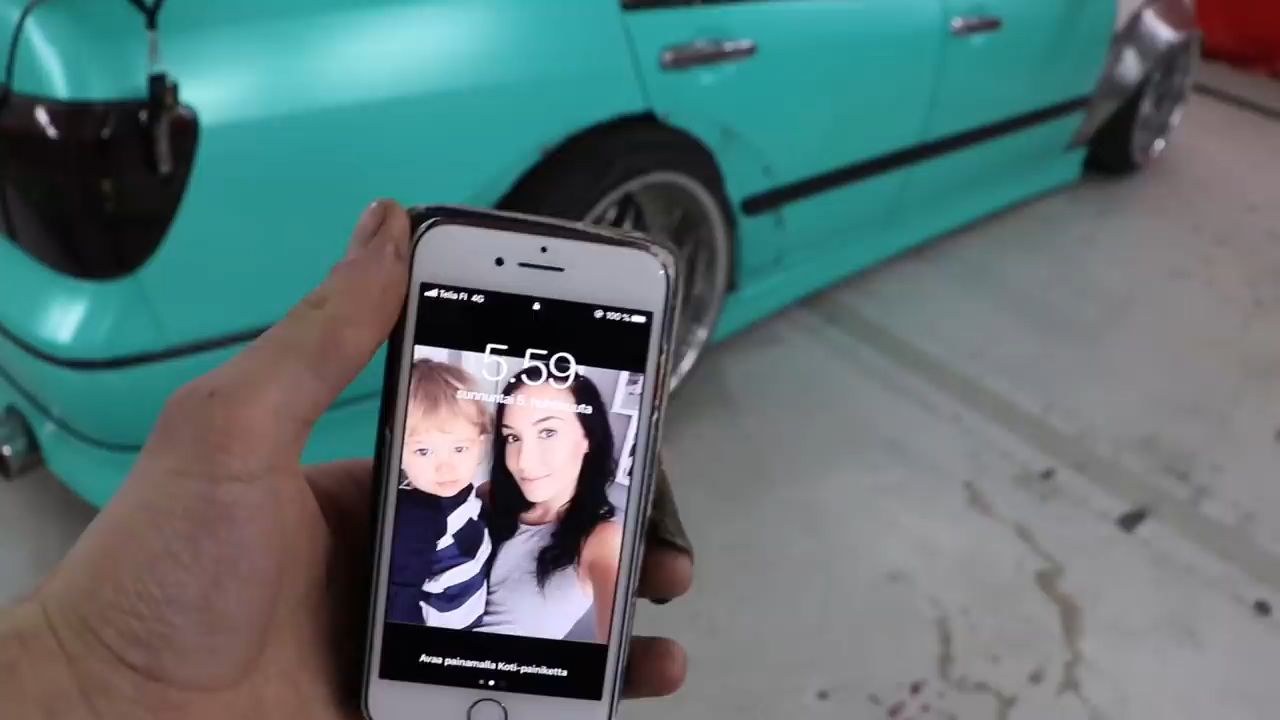 Telia FI 4G
100 %
5.59
sunnuntai 5.
Avaa painamalla Koti-painiketta